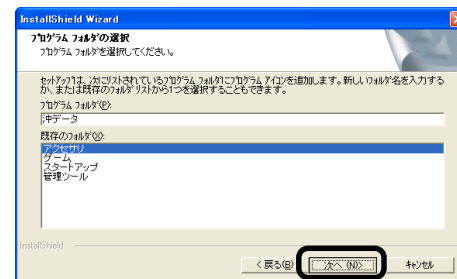 InstallShield Wizard
プログラム フォルダの選択
プログラム フォルダを選択してください。
セットアップは、次にリストされているプログラム フォルダにプログラム アイコンを追加します。新しいフォルダ名を入力する
か、または既存のフォルダ リストから1つを選択することもできます。
プログラム フォルダ(P):
沖データ
既存のフォルダ(X):
アクセサリ
ゲーム
スタートアップ
管理ツール
InstallShield
< 戻る(B)
次へ (N)>
キャンセル